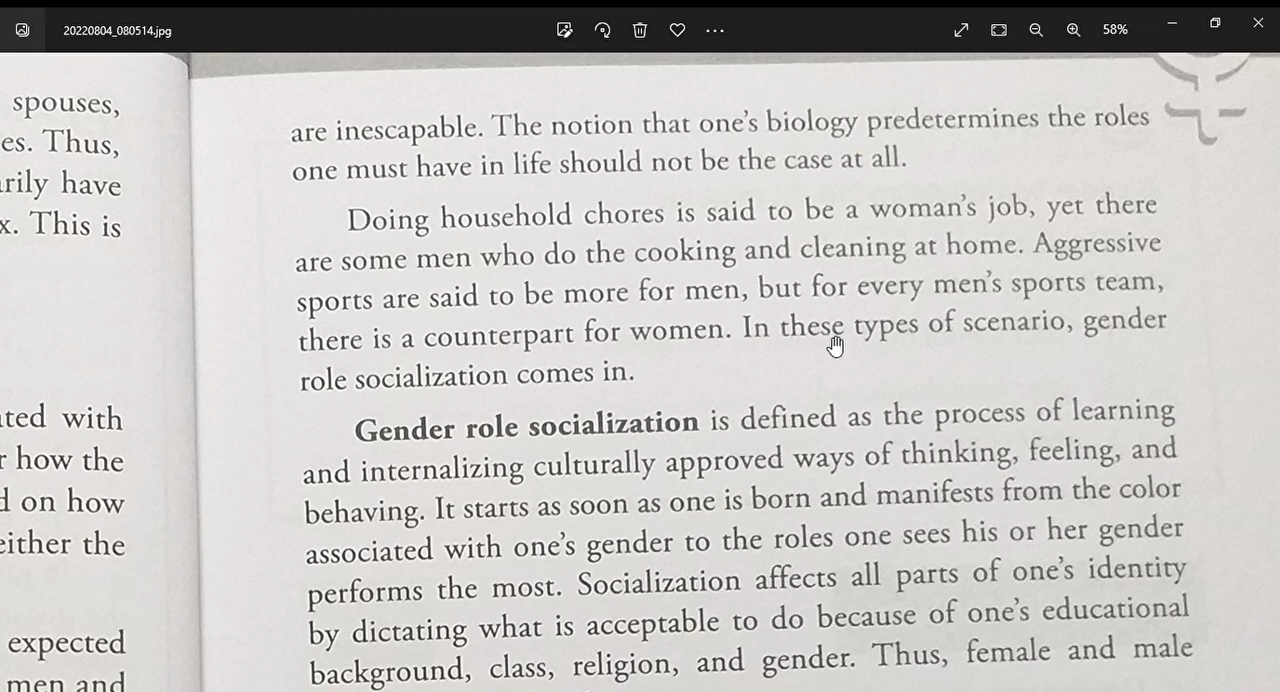 20220804_080514.jpg
58%
spouses,
es. Thus,
rily have
x. This is
ted with
r how the
d on how
either the
expected
men and
are inescapable. The notion that one's biology predetermines the roles
one must have in life should not be the case at all.
Doing household chores is said to be a woman's job, yet there
are some men who do the cooking and cleaning at home. Aggressive
sports are said to be more for men, but for every men's sports team,
there is a counterpart for women. In these types of scenario, gender
role socialization comes in.
Gender role socialization is defined as the process of learning
and internalizing culturally approved ways of thinking, feeling, and
behaving. It starts as soon as one is born and manifests from the color
associated with one's gender to the roles one sees his or her gender
performs the most. Socialization affects all parts of one's identity
by dictating what is acceptable to do because of one's educational
background, class, religion, and gender. Thus, female and male